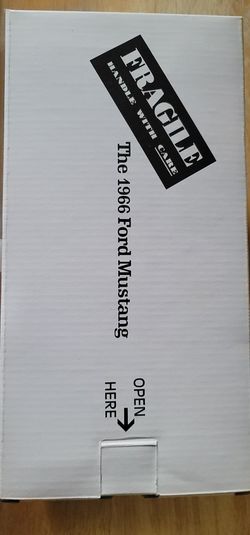 FRAGILE
HANDLE WITH CARE
The 1966 Ford Mustang
OPEN
HERE